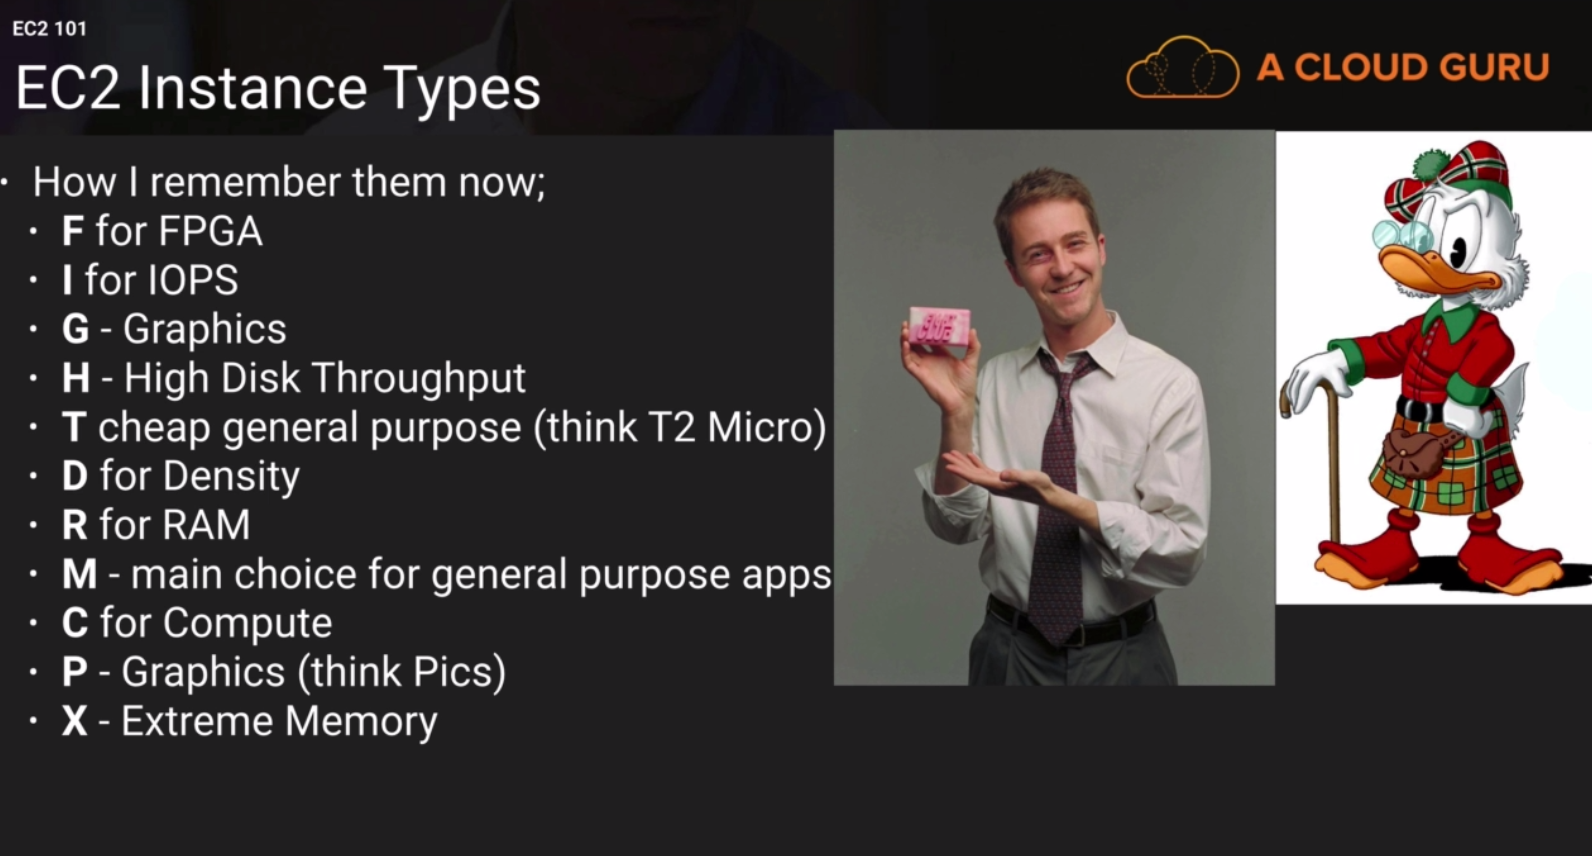 EC2 101
EC2 Instance Types
A CLOUD GURU
• How I remember them now;
• F for FPGA
• I for IOPS
• G - Graphics
• H - High Disk Throughput
• T cheap general purpose (think T2 Micro)
• D for Density
• R for RAM
• M - main choice for general purpose apps
• C for Compute
• P - Graphics (think Pics)
• X - Extreme Memory
FIGHT
CLUB